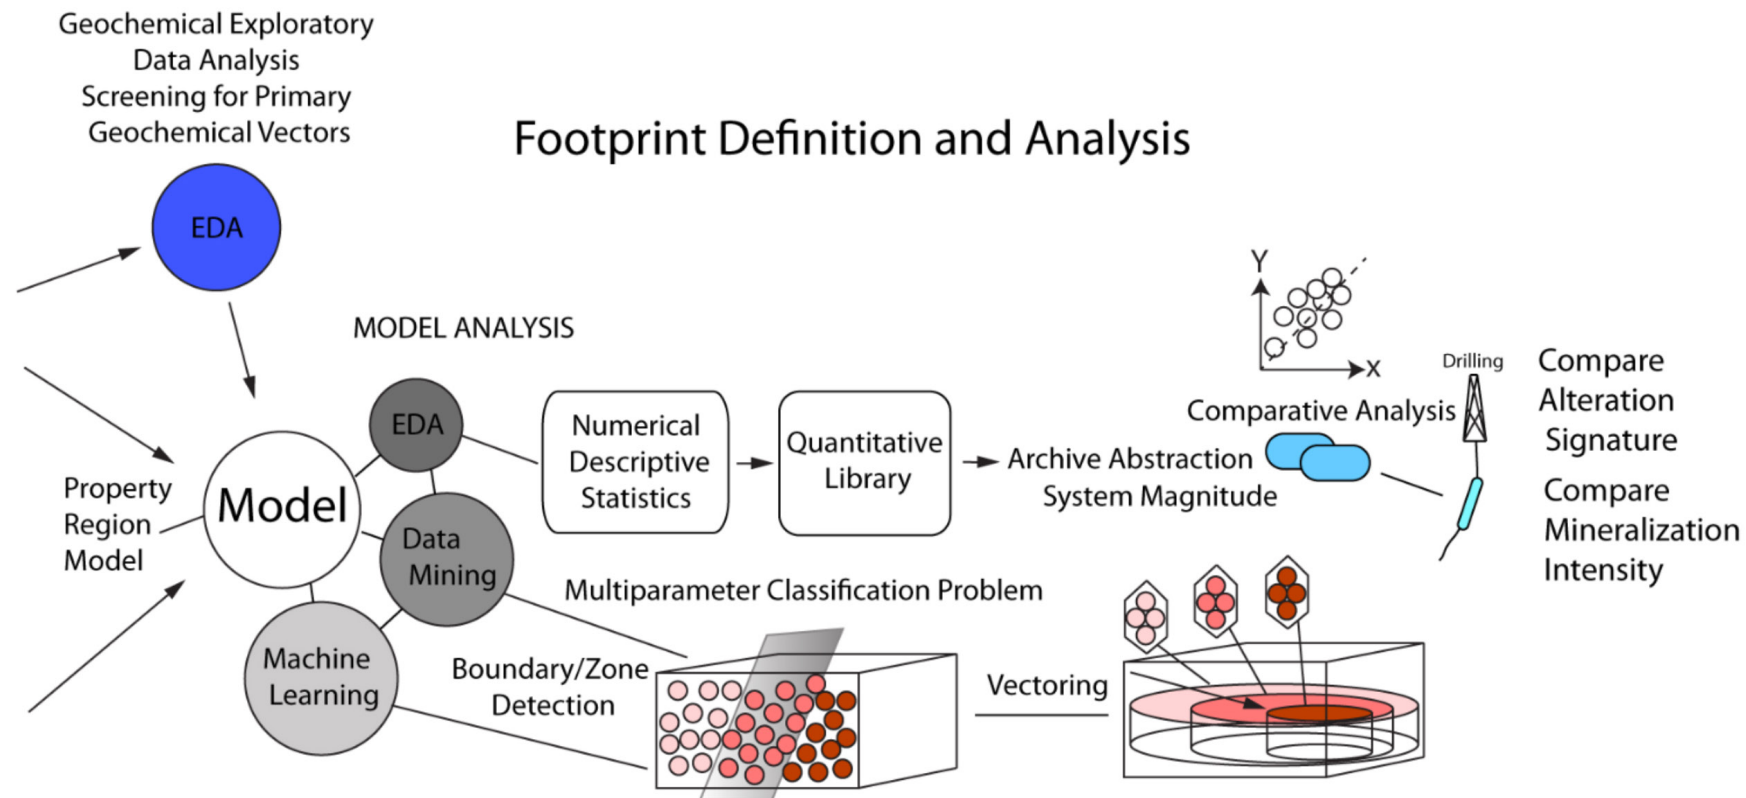 Geochemical Exploratory
Data Analysis
Screening for Primary
Geochemical Vectors
Footprint Definition and Analysis
EDA
MODEL ANALYSIS
EDA
Numerical
Descriptive
Statistics
Quantitative
Library
Y
X
Comparative Analysis
Archive Abstraction
System Magnitude
Drilling
Compare
Alteration
Signature
Compare
Mineralization
Intensity
Property
Region
Model
Model
Data
Mining
Machine
Learning
Multiparameter Classification Problem
Boundary/Zone
Detection
Vectoring